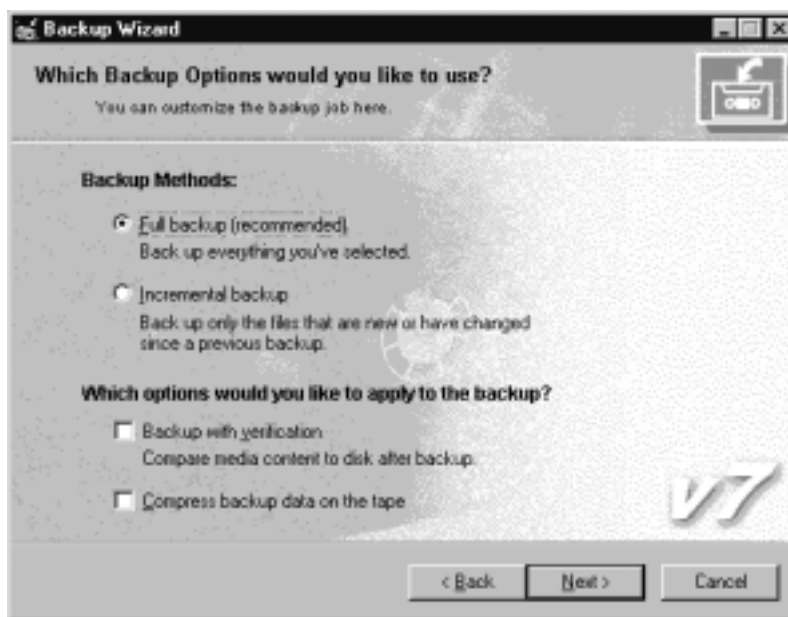 Backup Wizard
Which Backup Options would you like to use?
You can customize the backup job here.
Backup Methods:
Full backup (recommended)
Back up everything you've selected.
Incremental backup
Back up only the files that are new or have changed
since a previous backup.
Which options would you like to apply to the backup?
Backup with verification
Compare media content to disk after backup.
Compress backup data on the tape
v7
< Back Next > Cancel